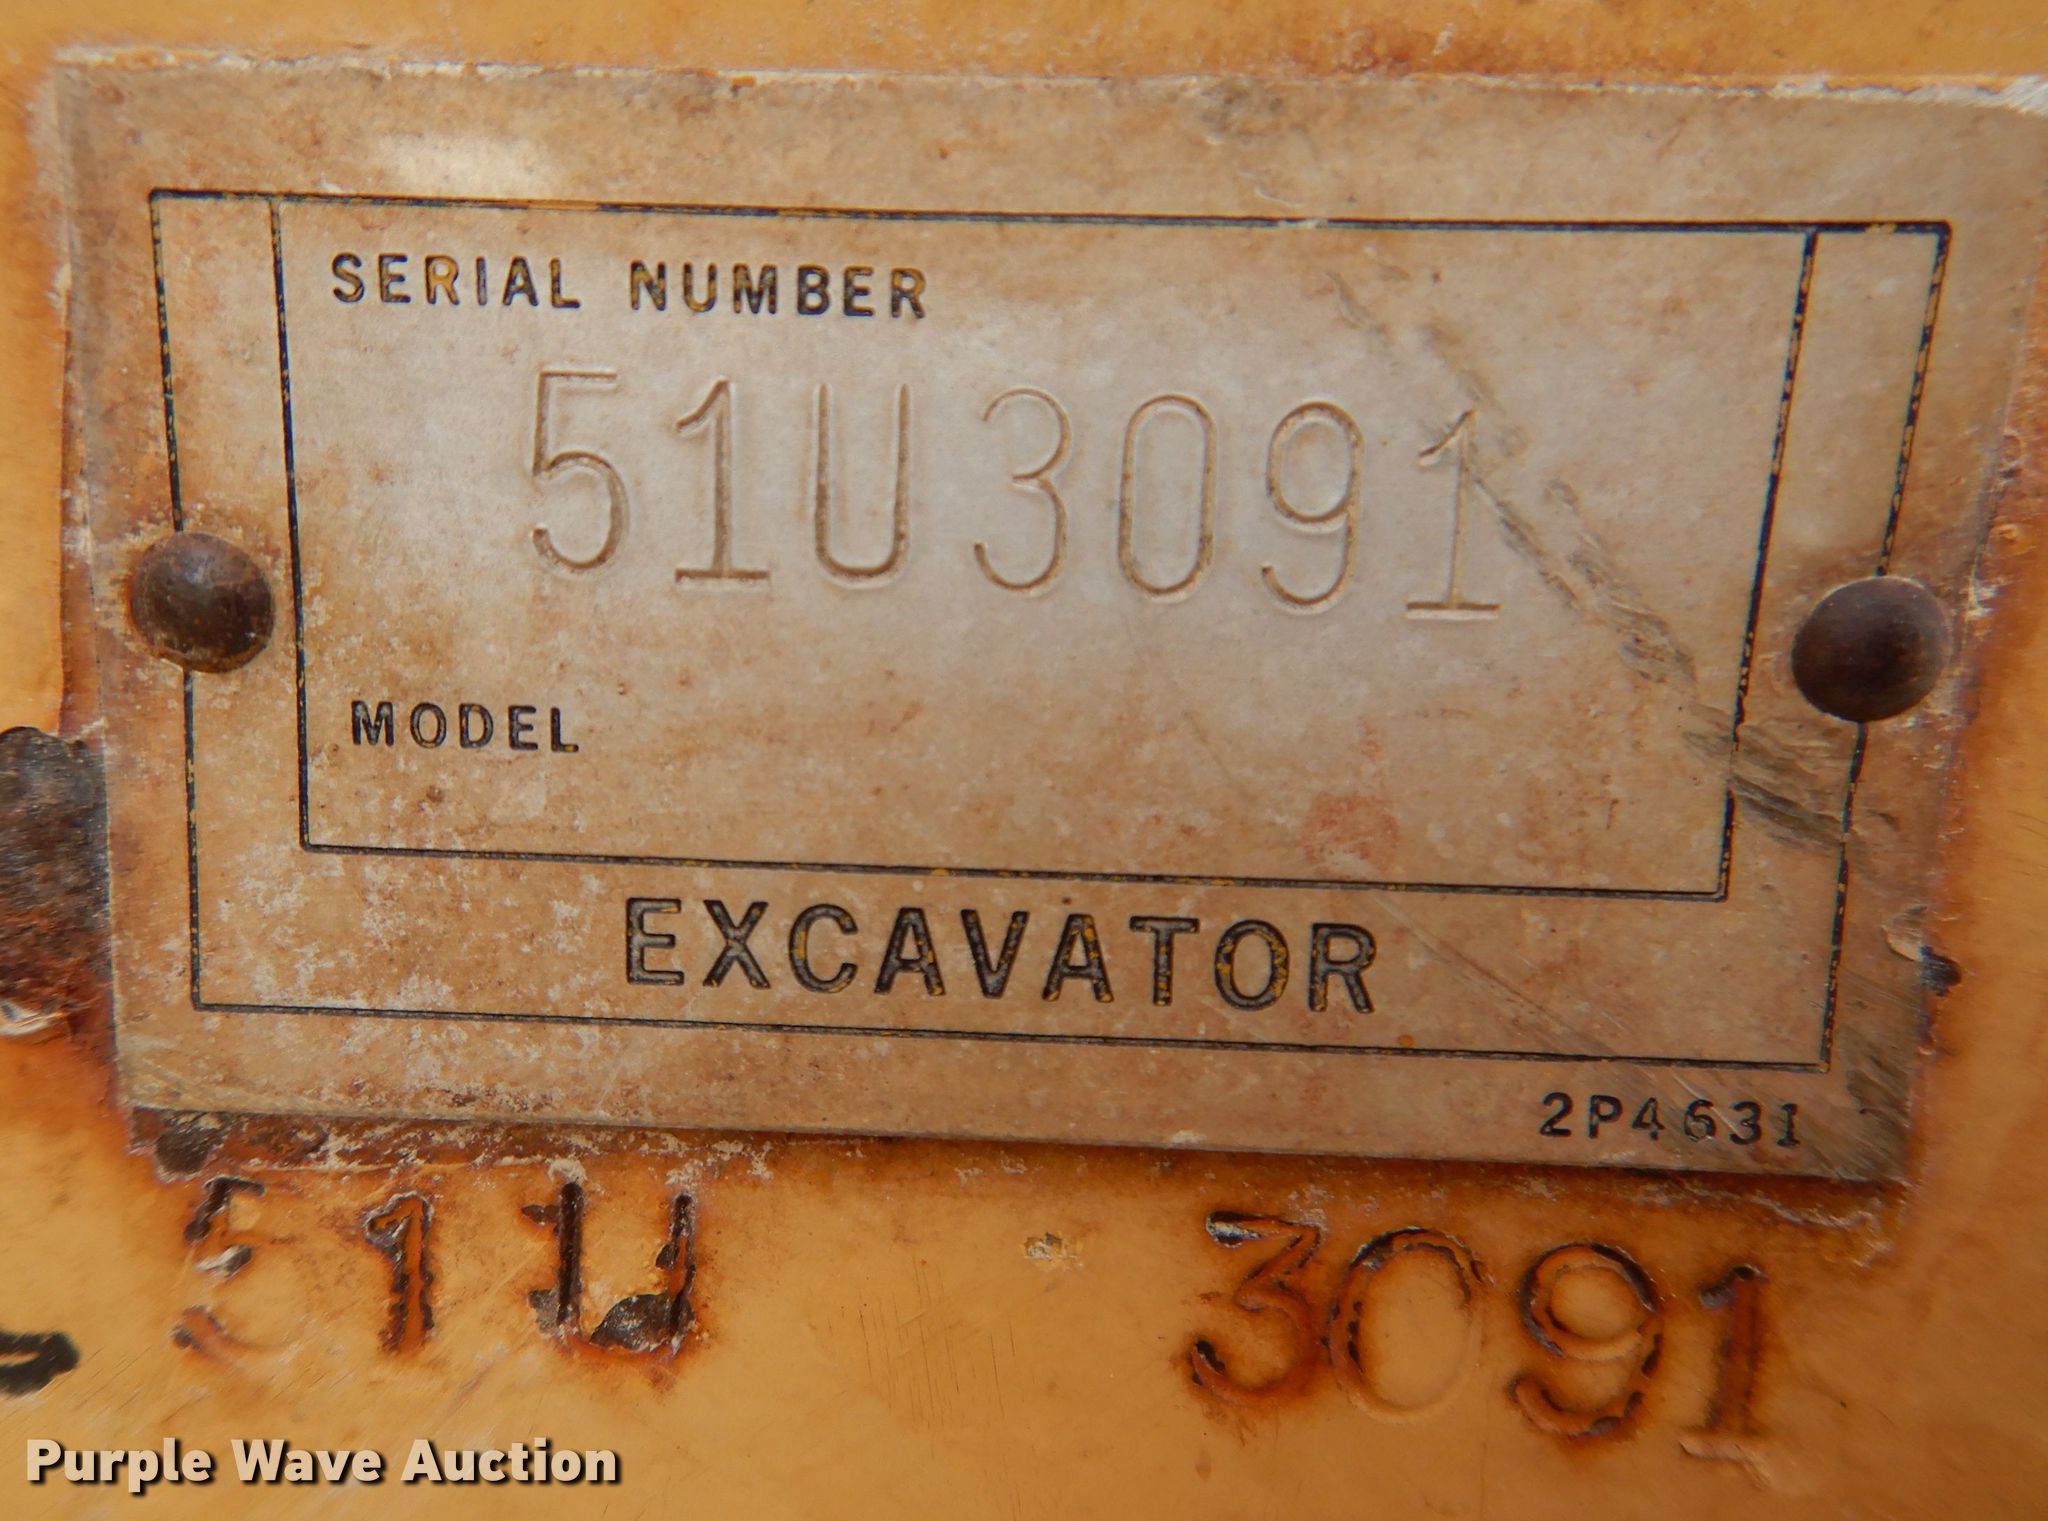 SERIAL NUMBER
51U3091
MODEL
EXCAVATOR
2P4631
51U 3091
Purple Wave Auction